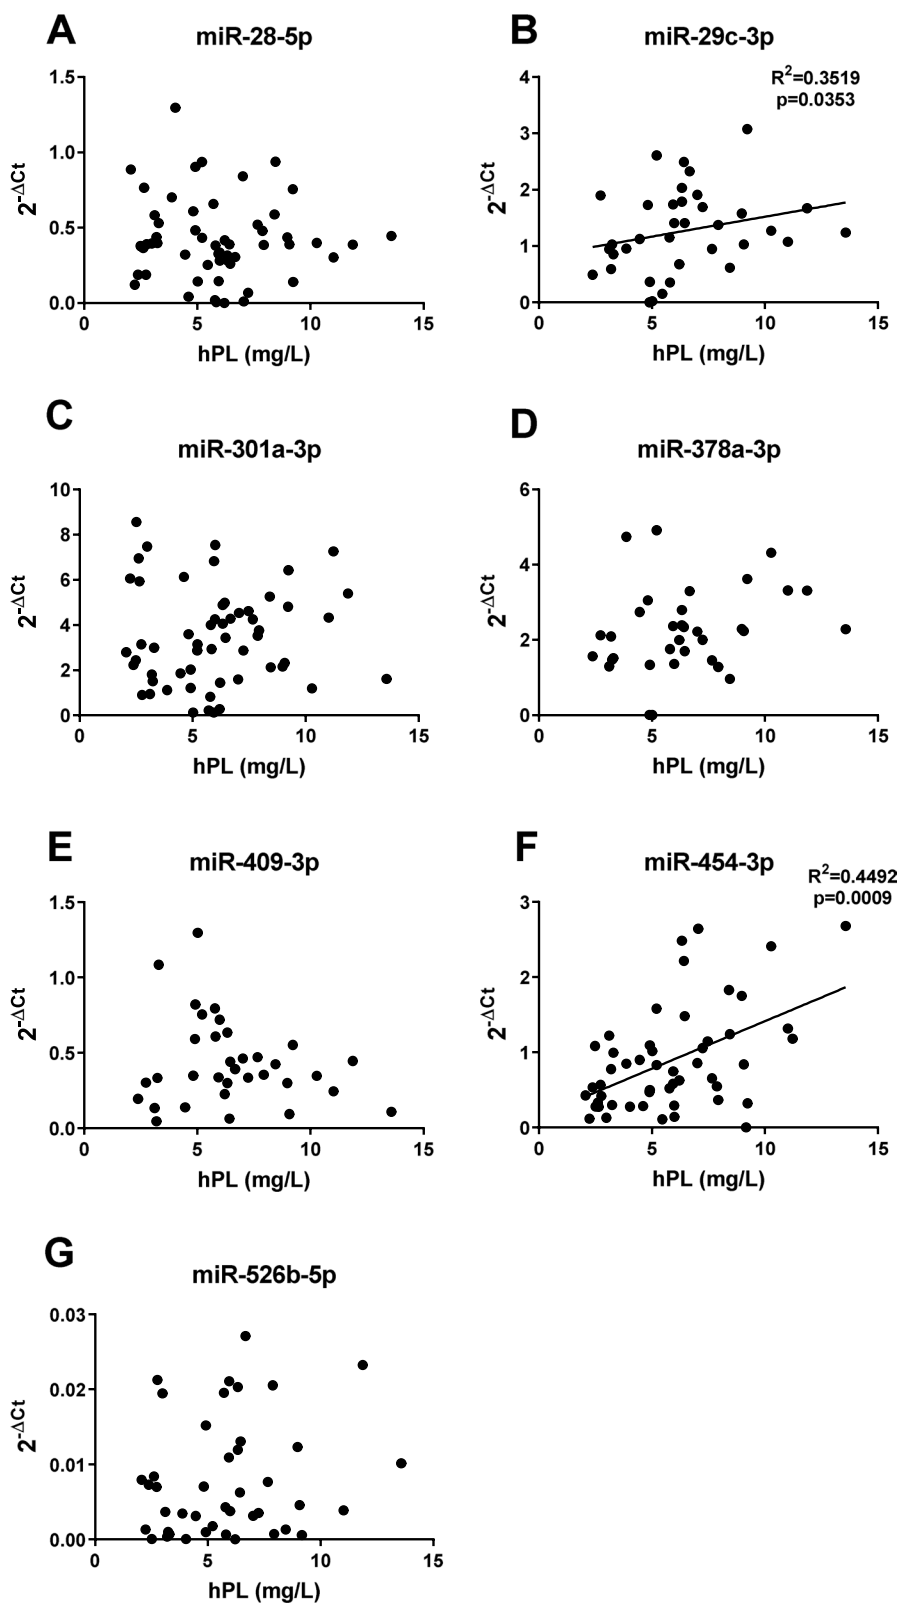 A
miR-28-5p
2^-ΔCt
1.5
1.0
0.5
0.0
0 5 10 15
hPL (mg/L)
B
miR-29c-3p
R²=0.3519
p=0.0353
2^-ΔCt
4
3
2
1
0
0 5 10 15
hPL (mg/L)
C
miR-301a-3p
2^-ΔCt
10
8
6
4
2
0
0 5 10 15
hPL (mg/L)
D
miR-378a-3p
2^-ΔCt
6
4
2
0
0 5 10 15
hPL (mg/L)
E
miR-409-3p
2^-ΔCt
1.5
1.0
0.5
0.0
0 5 10 15
hPL (mg/L)
F
miR-454-3p
R²=0.4492
p=0.0009
2^-ΔCt
3
2
1
0
0 5 10 15
hPL (mg/L)
G
miR-526b-5p
2^-ΔCt
0.03
0.02
0.01
0.00
0 5 10 15
hPL (mg/L)